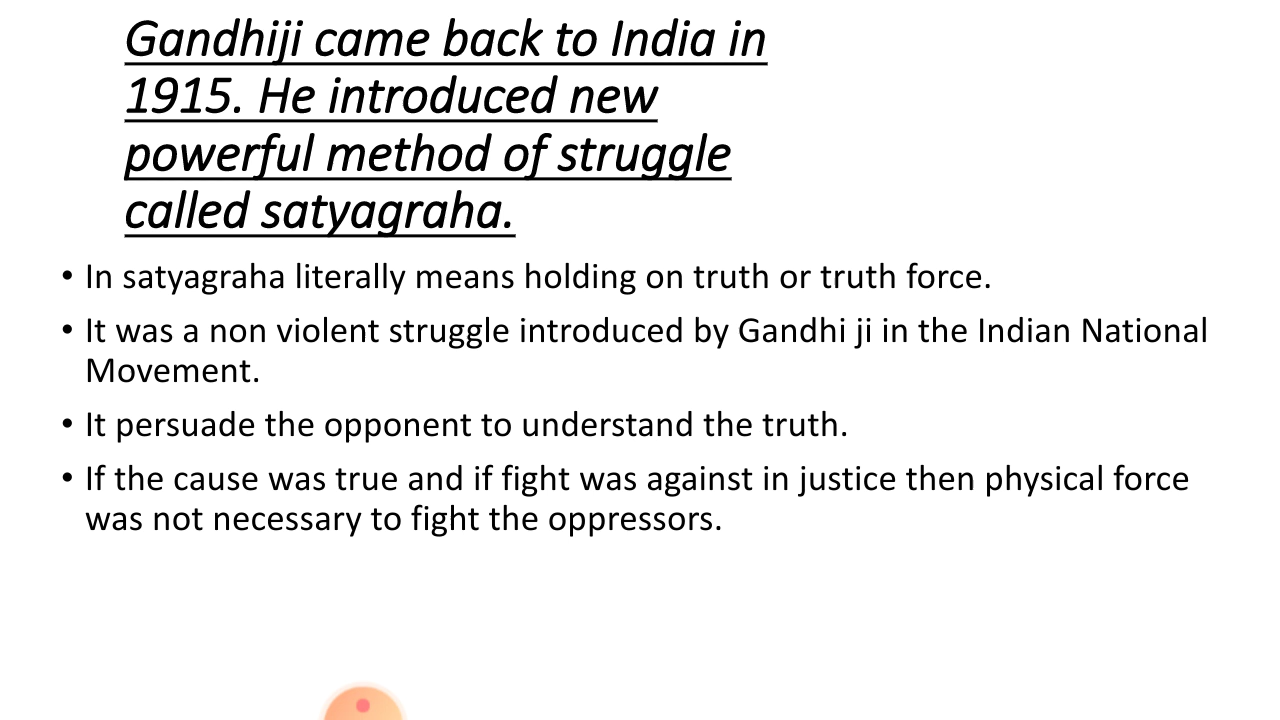 Gandhiji came back to India in
1915. He introduced new
powerful method of struggle
called satyagraha.
• In satyagraha literally means holding on truth or truth force.
• It was a non violent struggle introduced by Gandhi ji in the Indian National
Movement.
• It persuade the opponent to understand the truth.
• If the cause was true and if fight was against in justice then physical force
was not necessary to fight the oppressors.